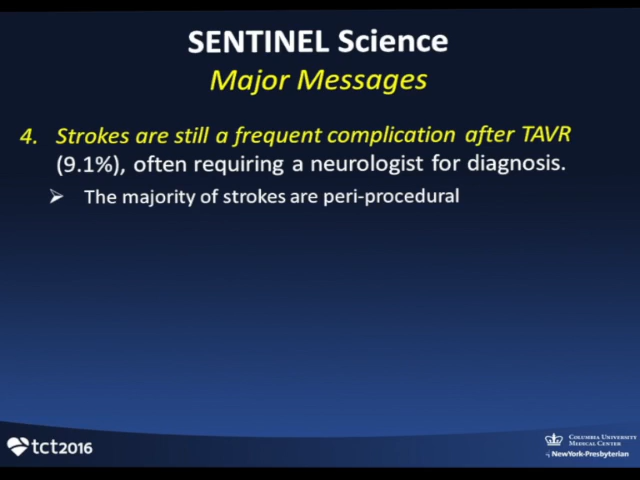 SENTINEL Science
Major Messages
4. Strokes are still a frequent complication after TAVR
(9.1%), often requiring a neurologist for diagnosis.
➢ The majority of strokes are peri-procedural
tct2016
COLUMBIA UNIVERSITY
MEDICAL CENTER
NewYork-Presbyterian